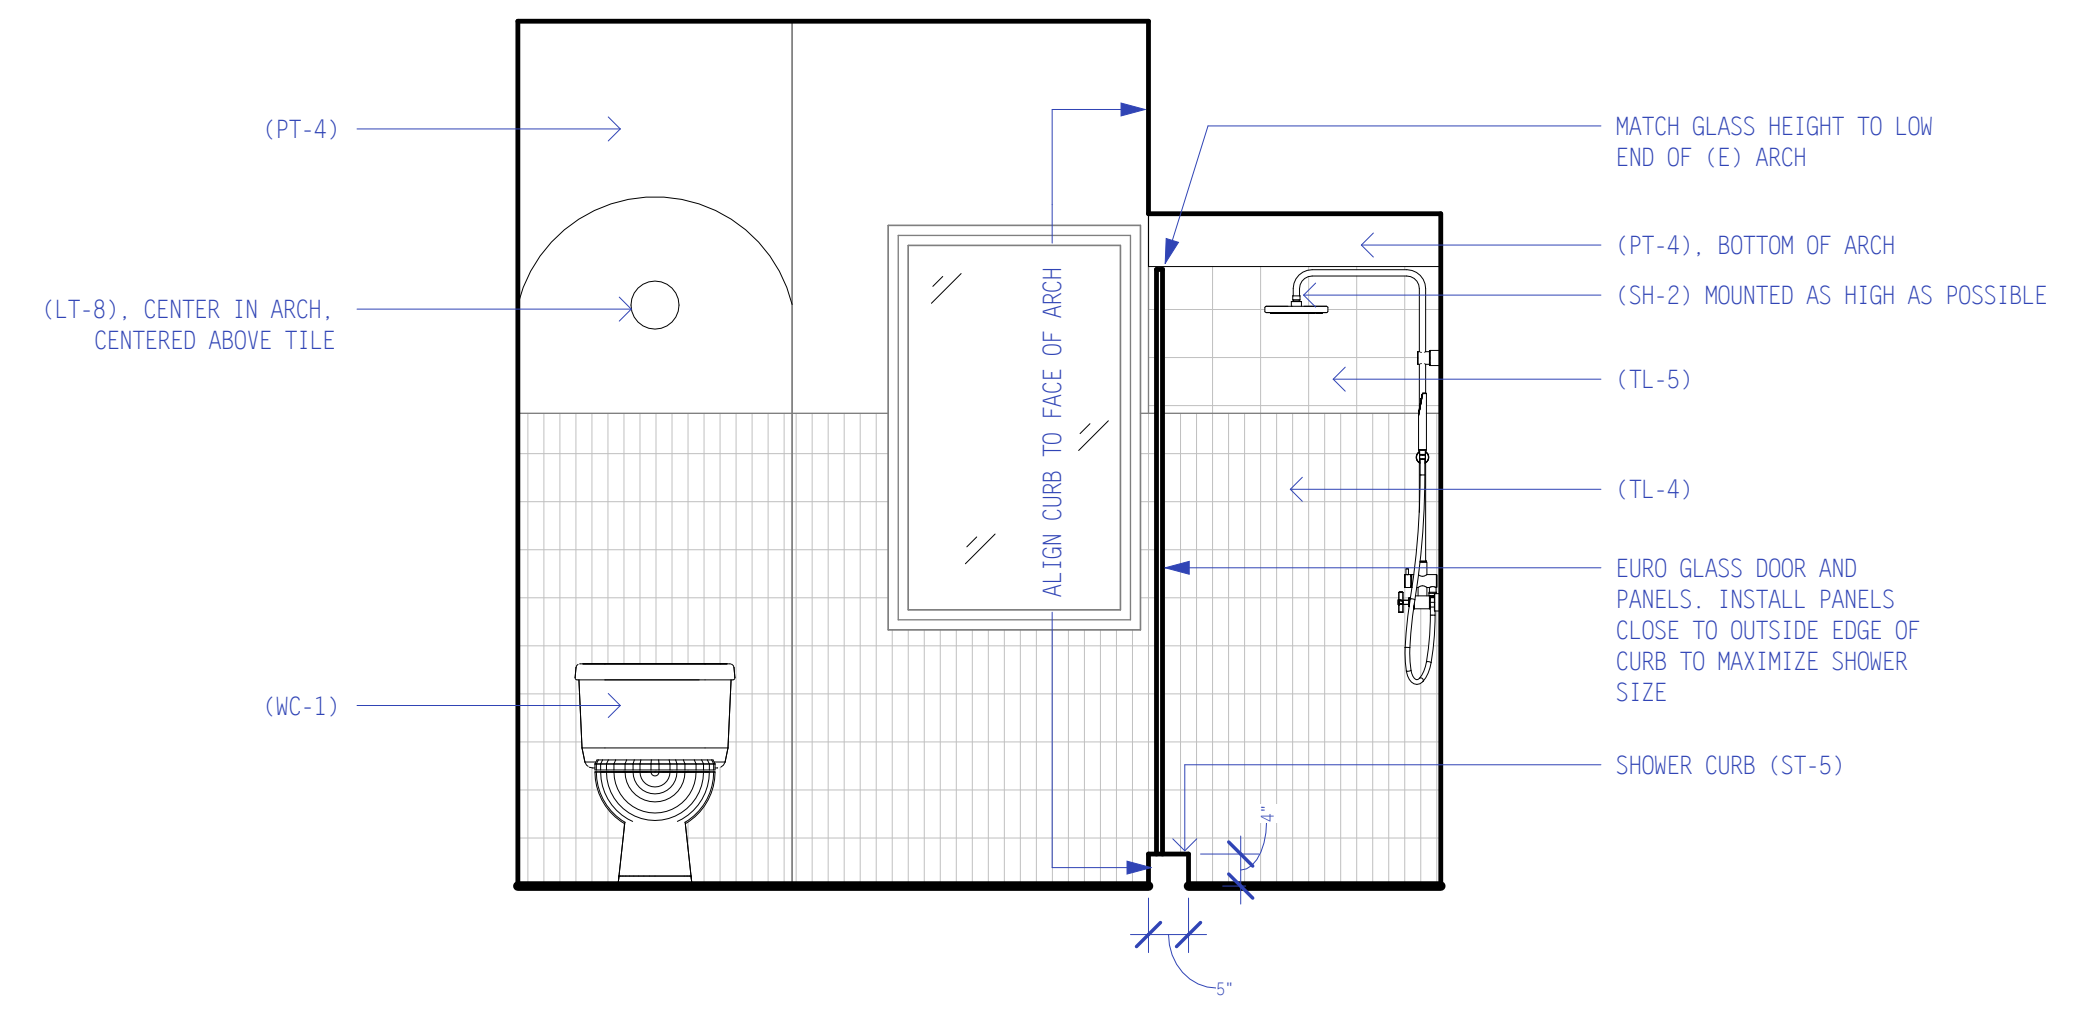 (PT-4)
(LT-8), CENTER IN ARCH,
CENTERED ABOVE TILE
(WC-1)
ALIGN CURB TO FACE OF ARCH
MATCH GLASS HEIGHT TO LOW
END OF (E) ARCH
(PT-4), BOTTOM OF ARCH
(SH-2) MOUNTED AS HIGH AS POSSIBLE
(TL-5)
(TL-4)
EURO GLASS DOOR AND
PANELS. INSTALL PANELS
CLOSE TO OUTSIDE EDGE OF
CURB TO MAXIMIZE SHOWER
SIZE
SHOWER CURB (ST-5)
4"
5"